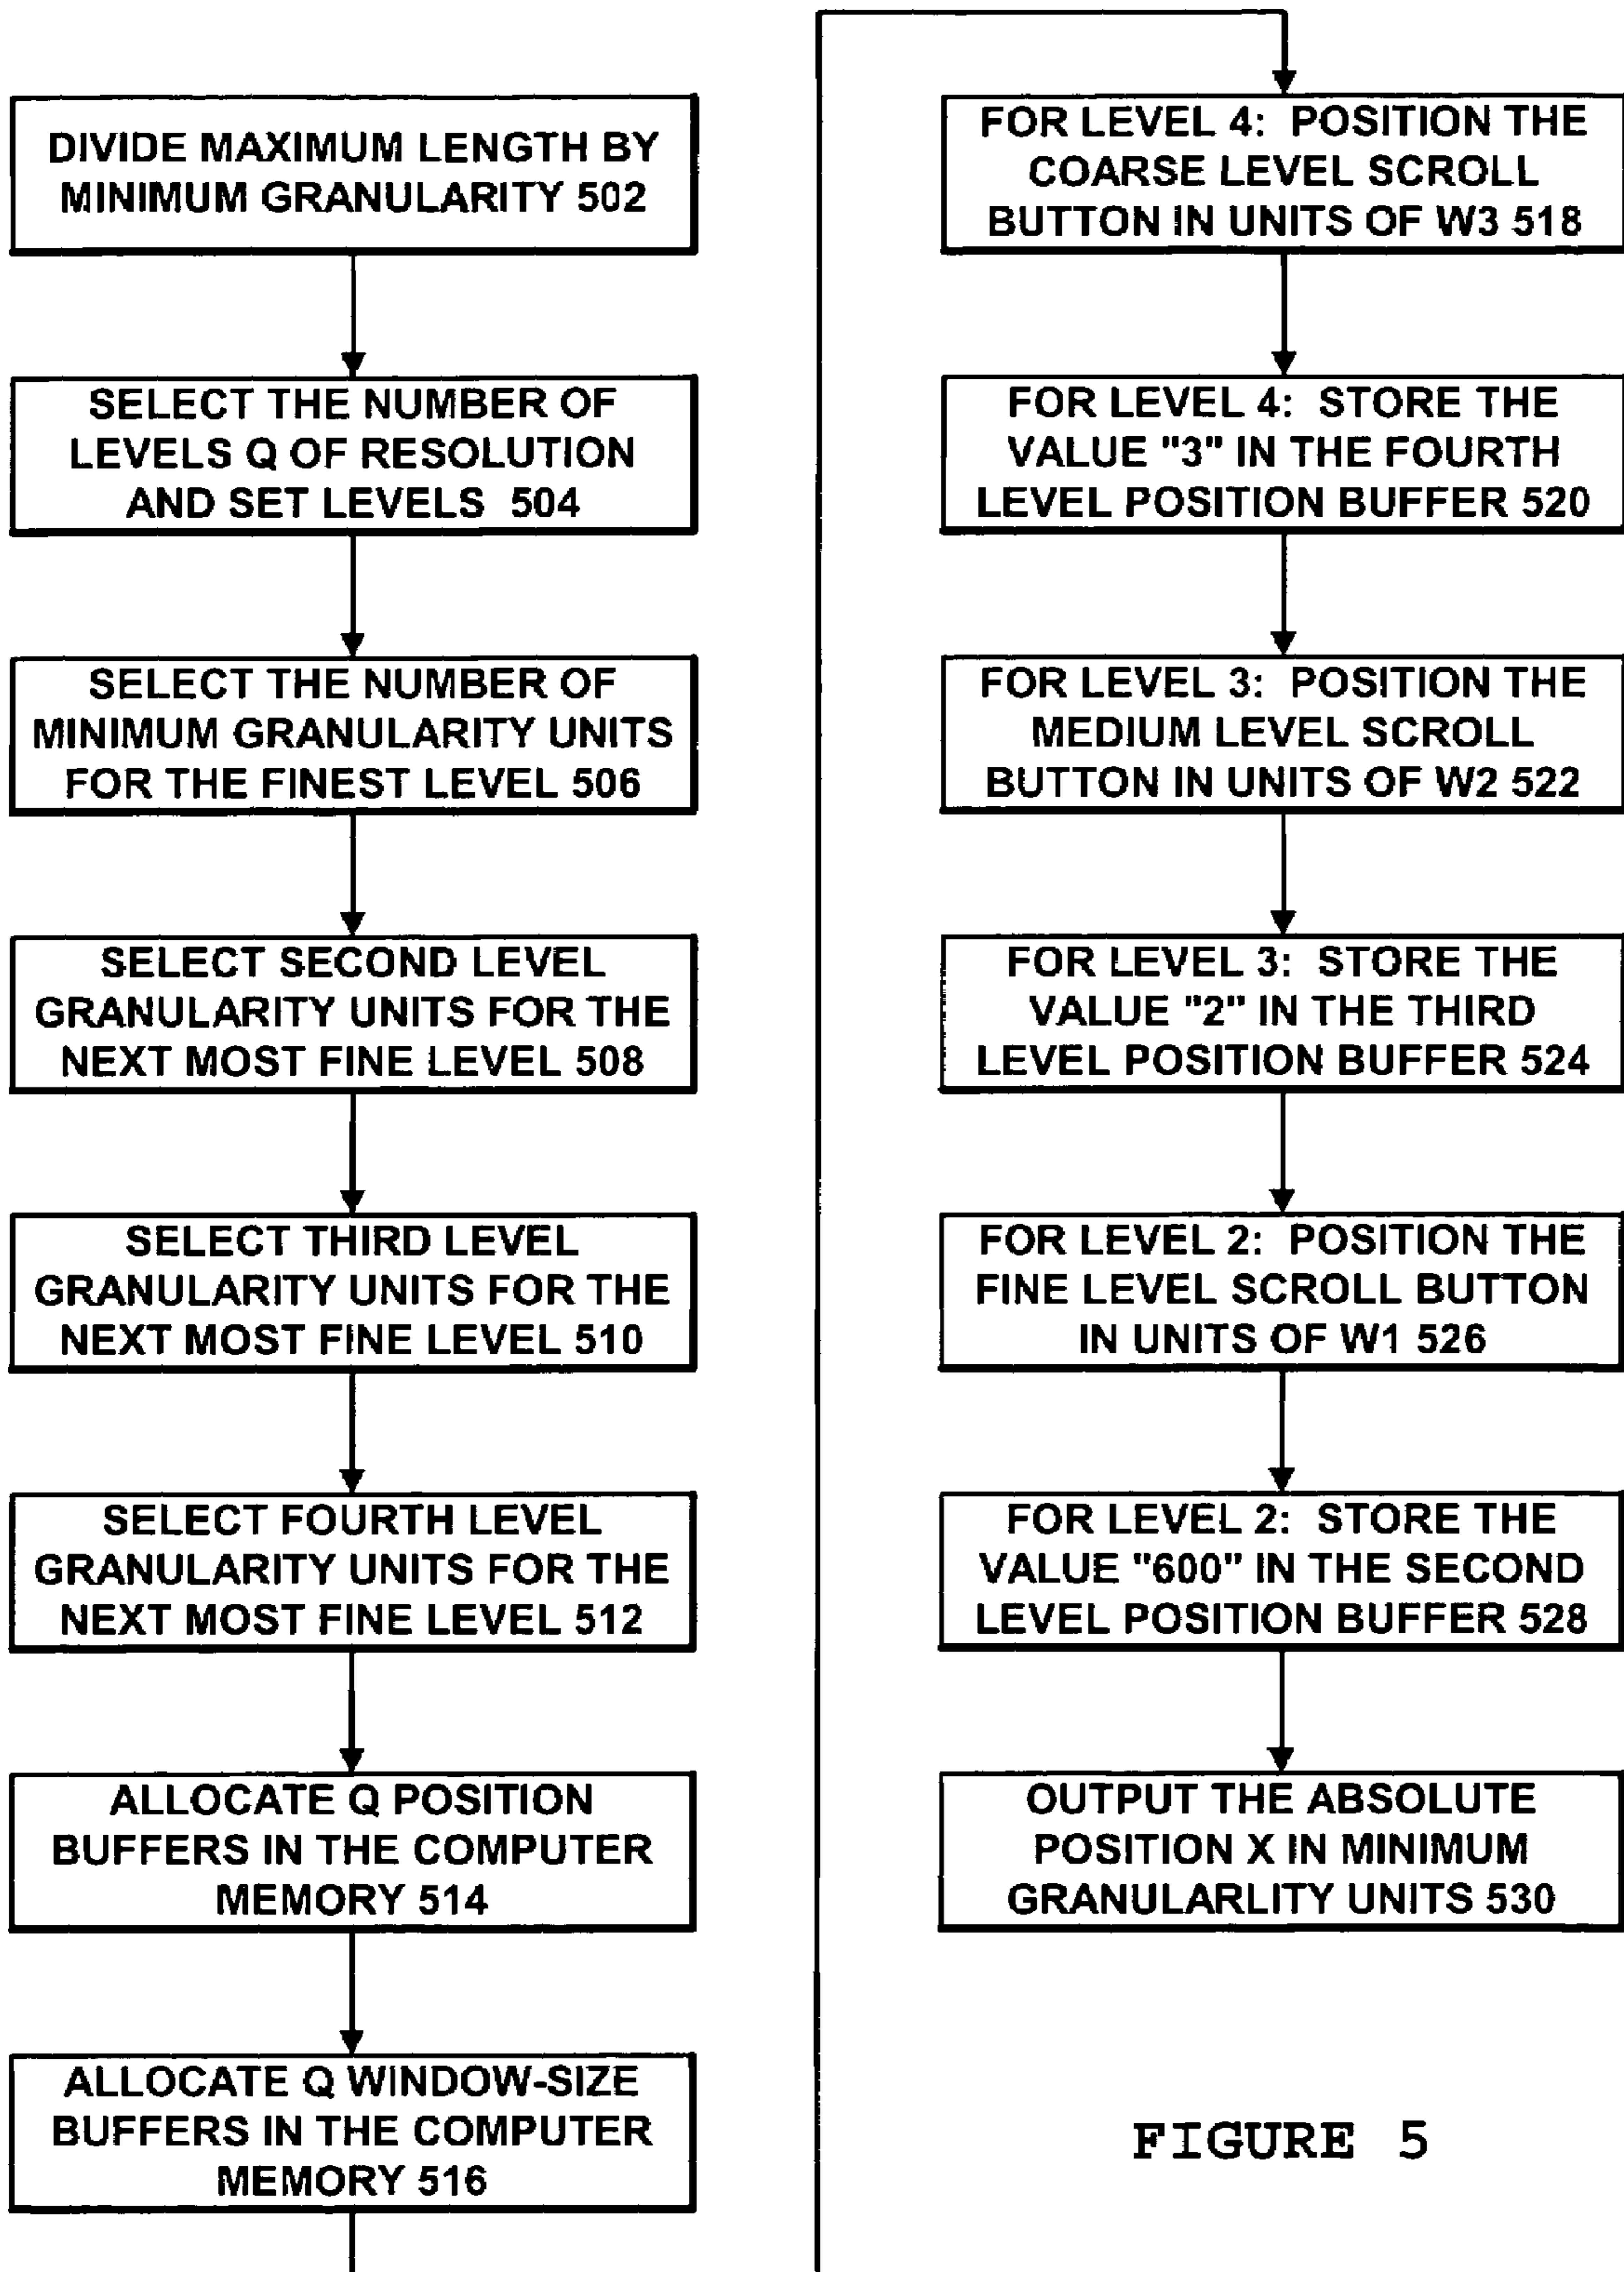 DIVIDE MAXIMUM LENGTH BY
MINIMUM GRANULARITY 502
SELECT THE NUMBER OF
LEVELS Q OF RESOLUTION
AND SET LEVELS 504
SELECT THE NUMBER OF
MINIMUM GRANULARITY UNITS
FOR THE FINEST LEVEL 506
SELECT SECOND LEVEL
GRANULARITY UNITS FOR THE
NEXT MOST FINE LEVEL 508
SELECT THIRD LEVEL
GRANULARITY UNITS FOR THE
NEXT MOST FINE LEVEL 510
SELECT FOURTH LEVEL
GRANULARITY UNITS FOR THE
NEXT MOST FINE LEVEL 512
ALLOCATE Q POSITION
BUFFERS IN THE COMPUTER
MEMORY 514
ALLOCATE Q WINDOW-SIZE
BUFFERS IN THE COMPUTER
MEMORY 516
FOR LEVEL 4: POSITION THE
COARSE LEVEL SCROLL
BUTTON IN UNITS OF W3 518
FOR LEVEL 4: STORE THE
VALUE "3" IN THE FOURTH
LEVEL POSITION BUFFER 520
FOR LEVEL 3: POSITION THE
MEDIUM LEVEL SCROLL
BUTTON IN UNITS OF W2 522
FOR LEVEL 3: STORE THE
VALUE "2" IN THE THIRD
LEVEL POSITION BUFFER 524
FOR LEVEL 2: POSITION THE
FINE LEVEL SCROLL BUTTON
IN UNITS OF W1 526
FOR LEVEL 2: STORE THE
VALUE "600" IN THE SECOND
LEVEL POSITION BUFFER 528
OUTPUT THE ABSOLUTE
POSITION X IN MINIMUM
GRANULARLITY UNITS 530
FIGURE 5